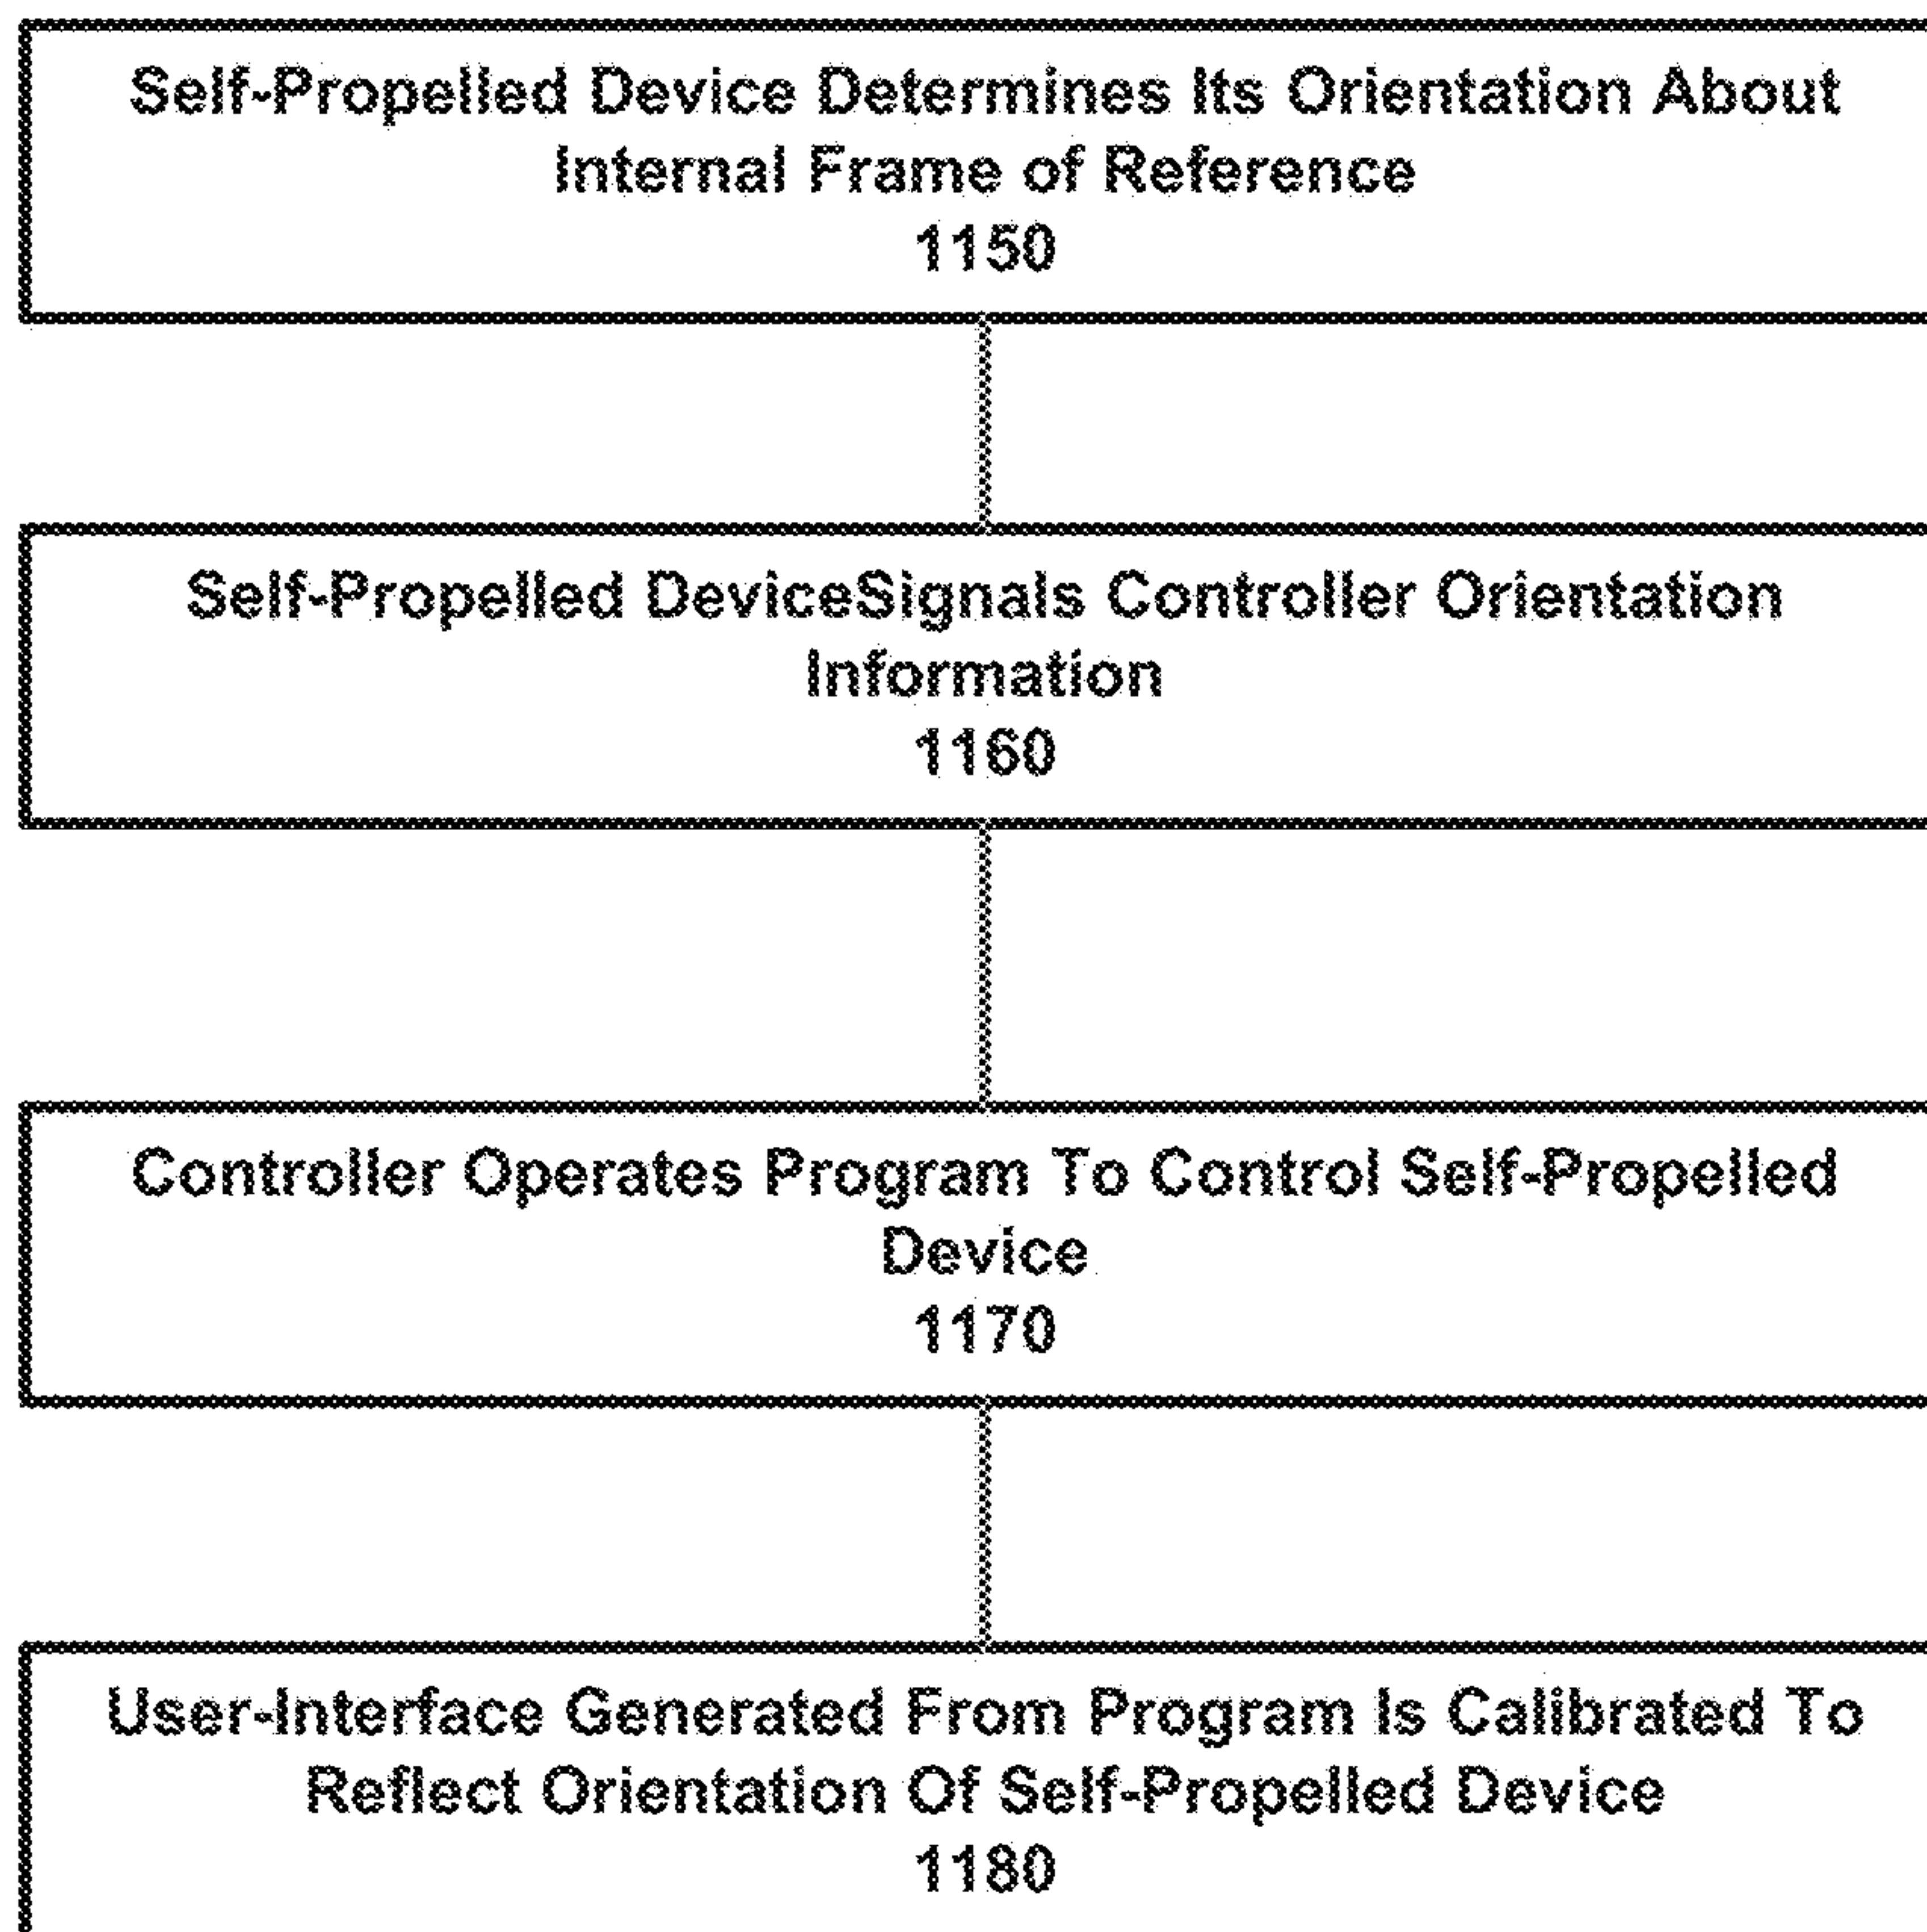 Self-Propelled Device Determines Its Orientation About
Internal Frame of Reference
1150
Self-Propelled DeviceSignals Controller Orientation
Information
1160
Controller Operates Program To Control Self-Propelled
Device
1170
User-Interface Generated From Program Is Calibrated To
Reflect Orientation Of Self-Propelled Device
1180